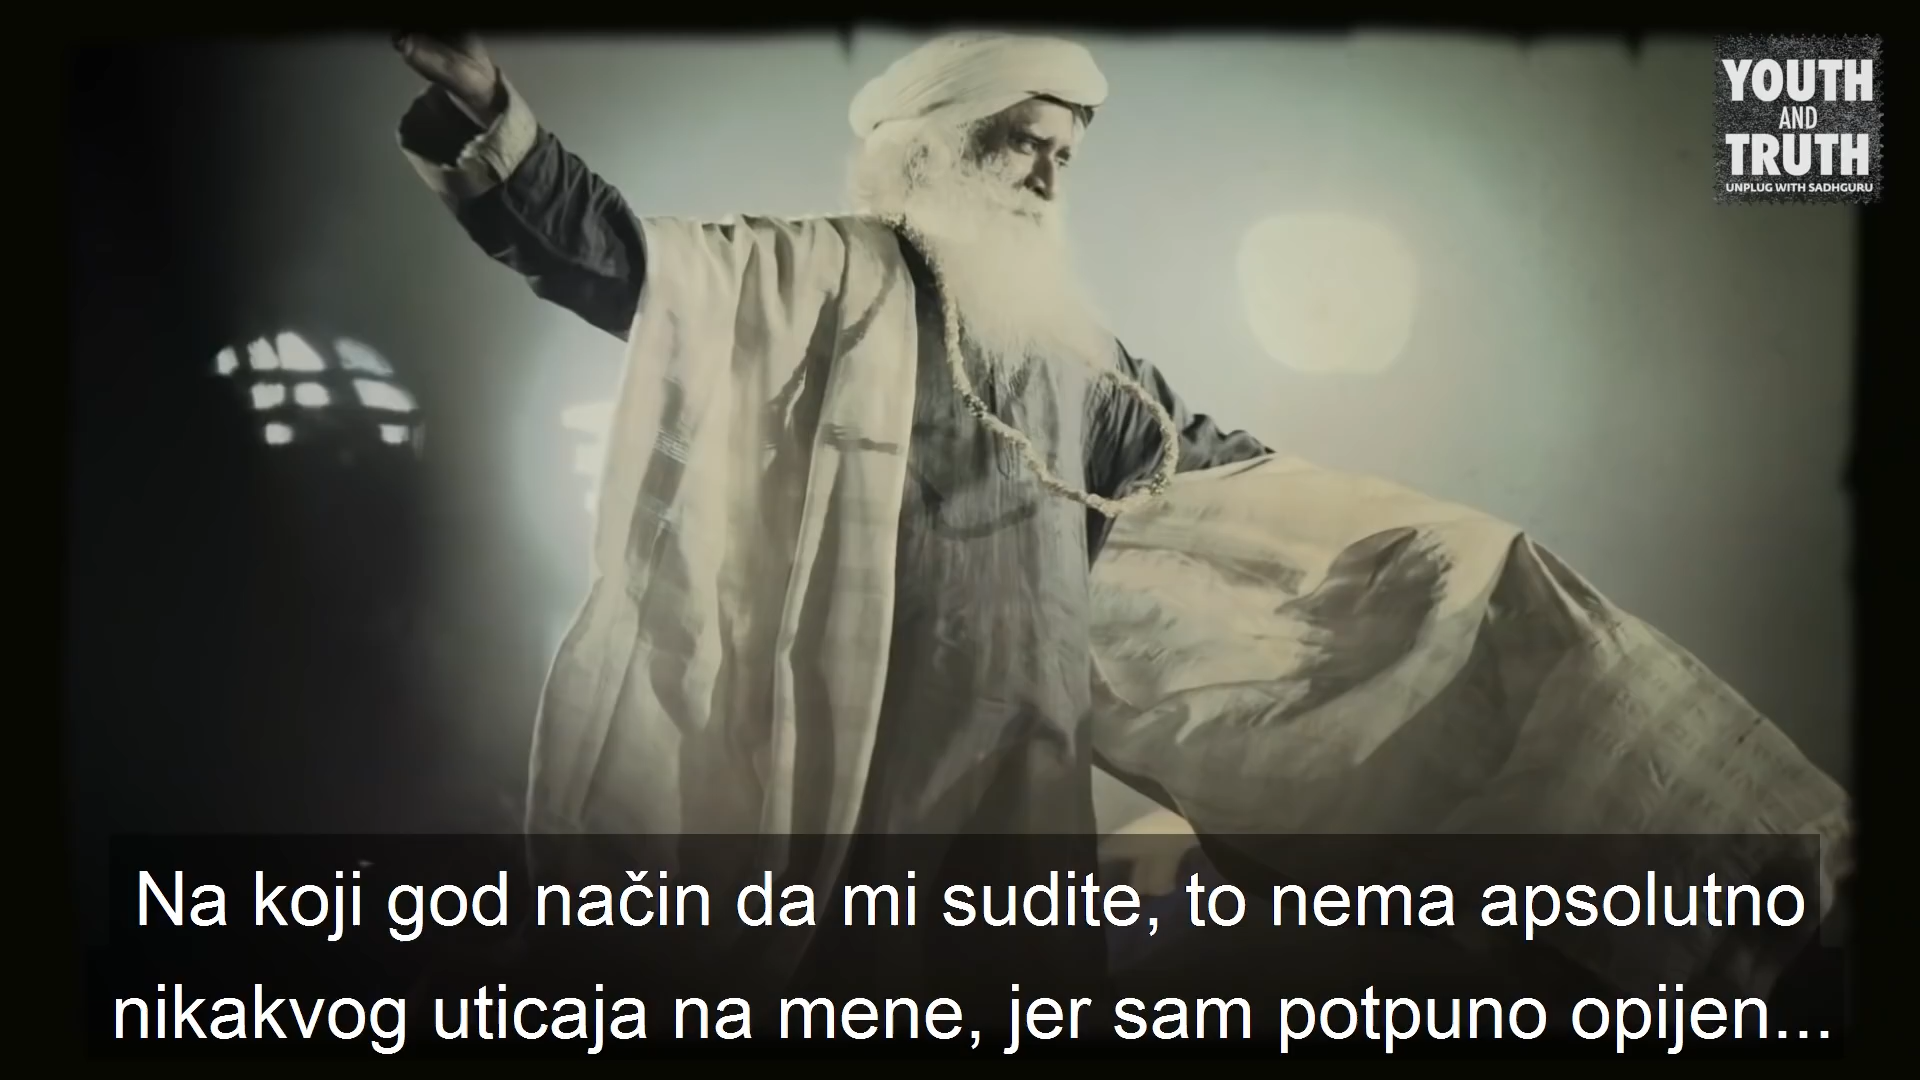 YOUTH
AND
TRUTH
UNPLUG WITH SADHGURU
Na koji god način da mi sudite, to nema apsolutno
nikakvog uticaja na mene, jer sam potpuno opijen...